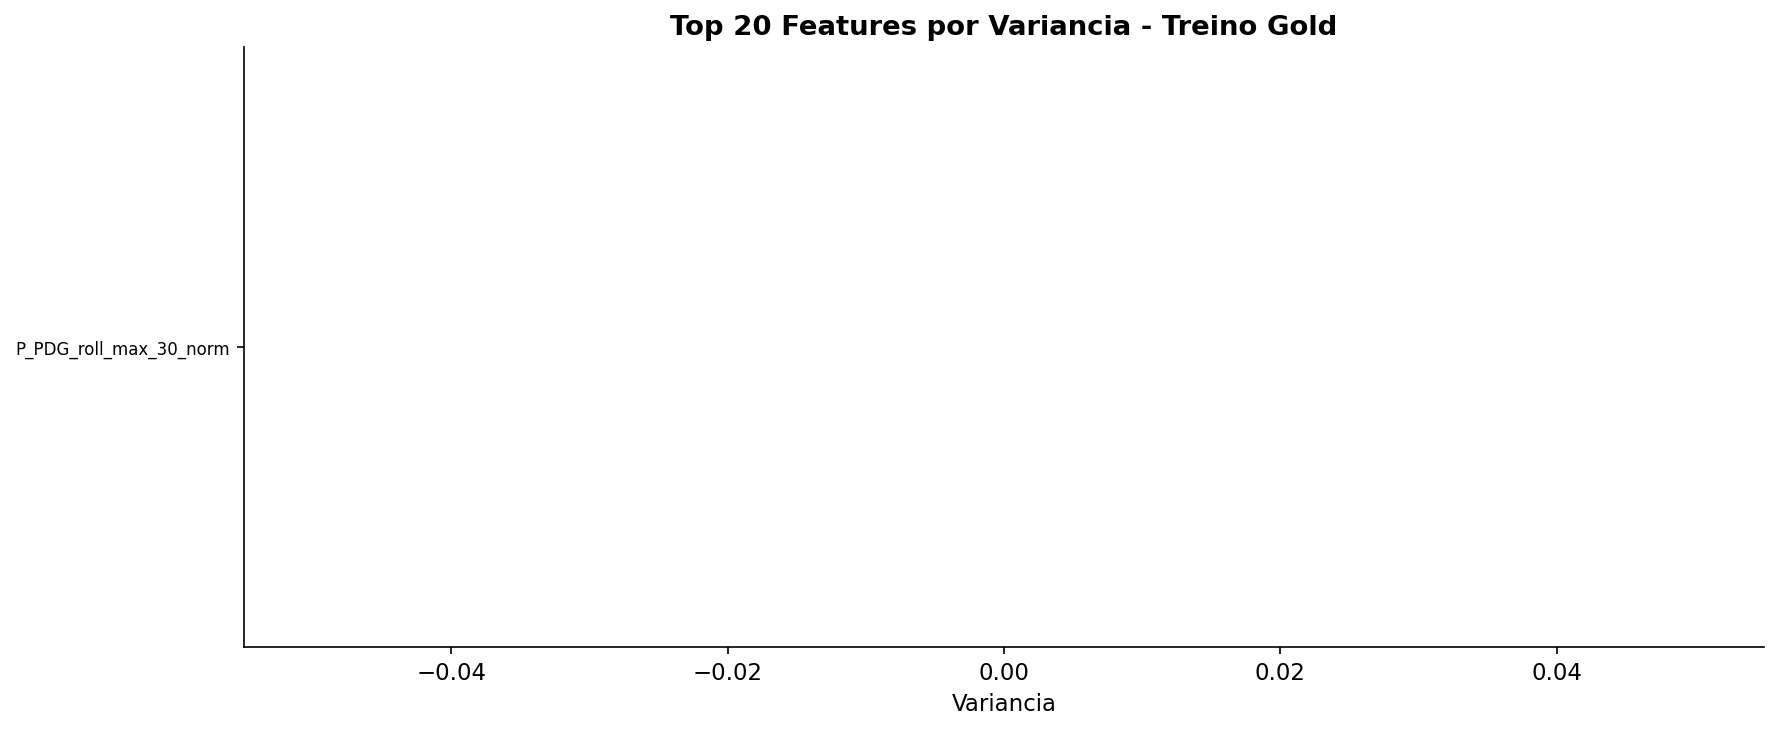 Top 20 Features por Variancia - Treino Gold
P_PDG_roll_max_30_norm
−0.04 −0.02 0.00 0.02 0.04
Variancia